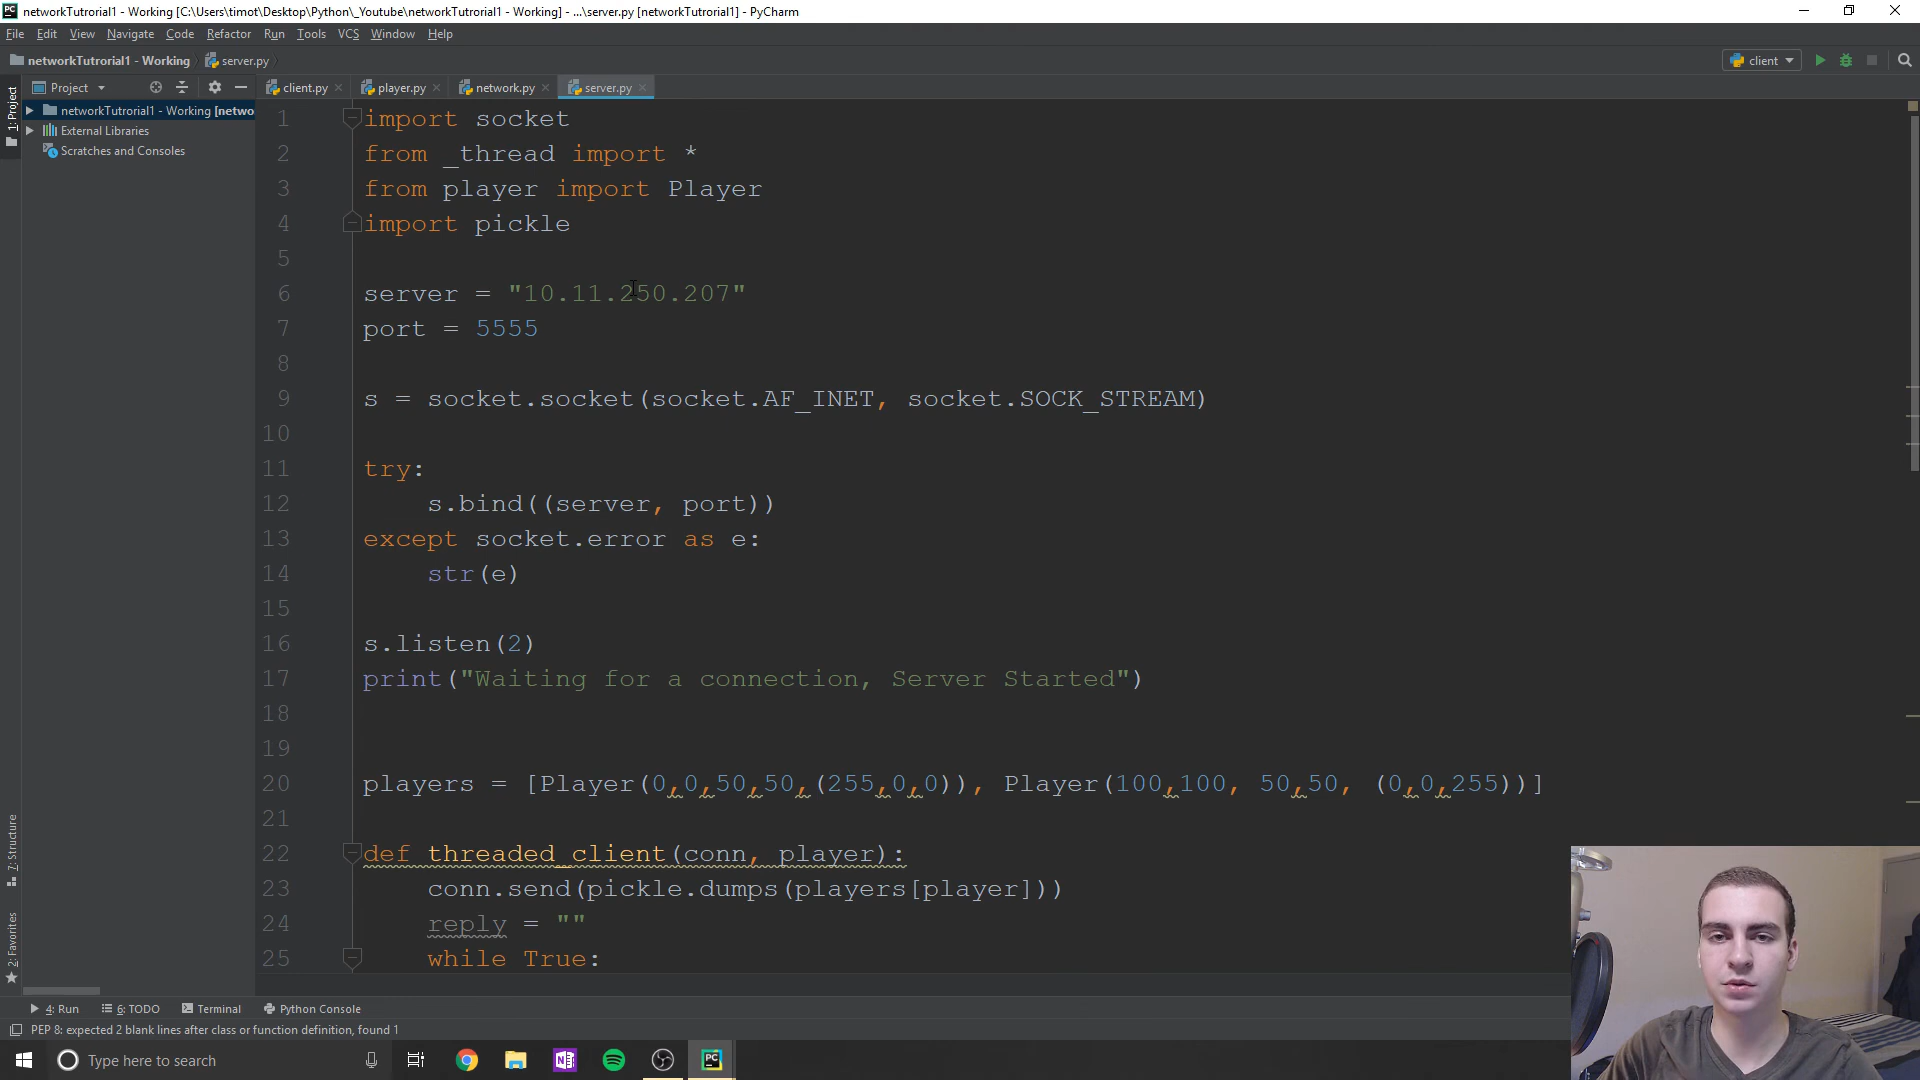 networkTutrorial1 - Working [C:\Users\timot\Desktop\Python\_Youtube\networkTutrorial1 - Working] - ...\server.py [networkTutrorial1] - PyCharm
File Edit View Navigate Code Refactor Run Tools VCS Window Help
networkTutrorial1 - Working server.py client
Project client.py player.py network.py server.py
1: Project
networkTutrorial1 - Working [netwo
External Libraries
Scratches and Consoles
1 import socket
2 from _thread import *
3 from player import Player
4 import pickle
5
6 server = "10.11.250.207"
7 port = 5555
8
9 s = socket.socket(socket.AF_INET, socket.SOCK_STREAM)
10
11 try:
12 s.bind((server, port))
13 except socket.error as e:
14 str(e)
15
16 s.listen(2)
17 print("Waiting for a connection, Server Started")
18
19
20 players = [Player(0,0,50,50,(255,0,0)), Player(100,100, 50,50, (0,0,255))]
21
22 def threaded_client(conn, player):
23 conn.send(pickle.dumps(players[player]))
24 reply = ""
25 while True:
7: Structure
2: Favorites
4: Run 6: TODO Terminal Python Console
PEP 8: expected 2 blank lines after class or function definition, found 1
Type here to search